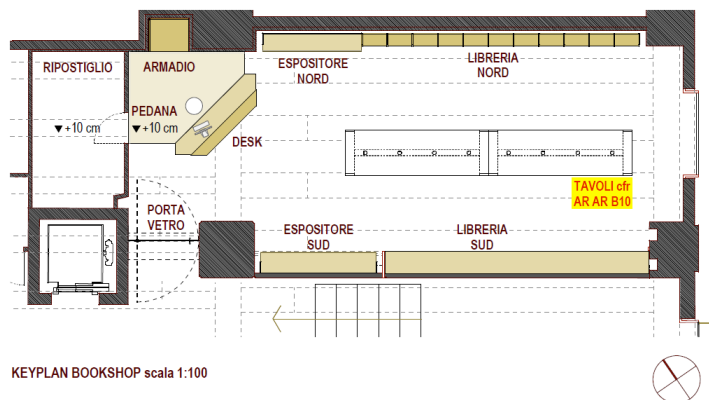 RIPOSTIGLIO
ARMADIO
ESPOSITORE
NORD
LIBRERIA
NORD
PEDANA
+10 cm
+10 cm
DESK
TAVOLI cfr
AR AR B10
PORTA
VETRO
ESPOSITORE
SUD
LIBRERIA
SUD
KEYPLAN BOOKSHOP scala 1:100